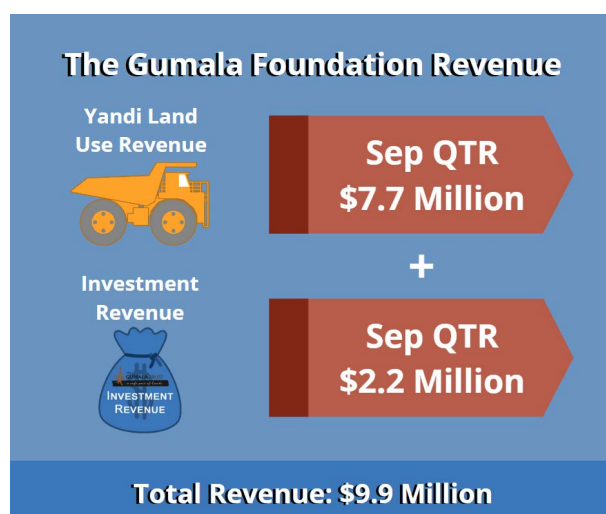 The Gumala Foundation Revenue
Yandi Land
Use Revenue
Sep QTR
$7.7 Million
+
Investment
Revenue
Sep QTR
$2.2 Million
INVESTMENT
REVENUE
Total Revenue: $9.9 Million